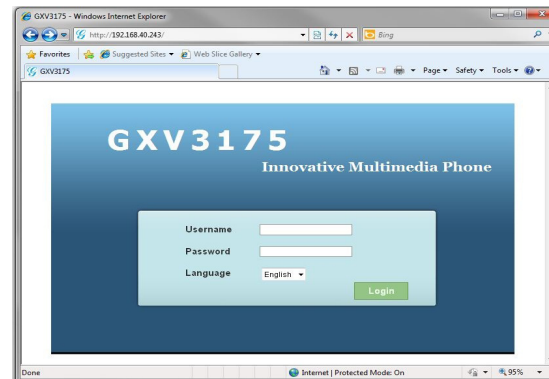 GXV3175 - Windows Internet Explorer
http://192.168.40.243/
Bing
Favorites Suggested Sites Web Slice Gallery
GXV3175
Page Safety Tools
GXV3175
Innovative Multimedia Phone
Username
Password
Language English
Login
Done Internet | Protected Mode: On 95%